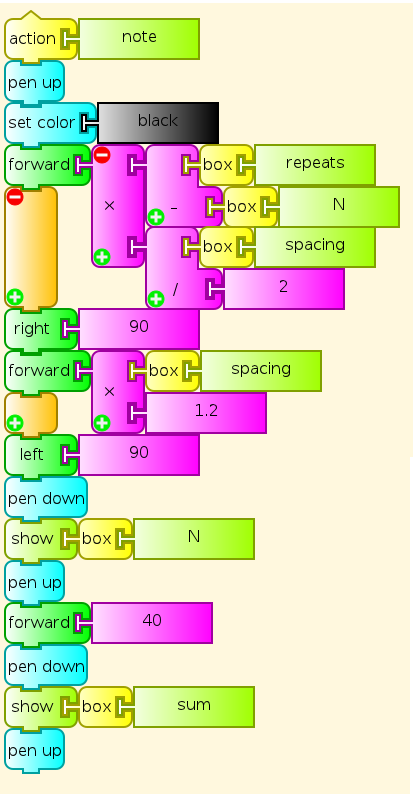 action note
pen up
set color black
forward × - box repeats
box N
box spacing
/ 2
right 90
forward × box spacing
1.2
left 90
pen down
show box N
pen up
forward 40
pen down
show box sum
pen up